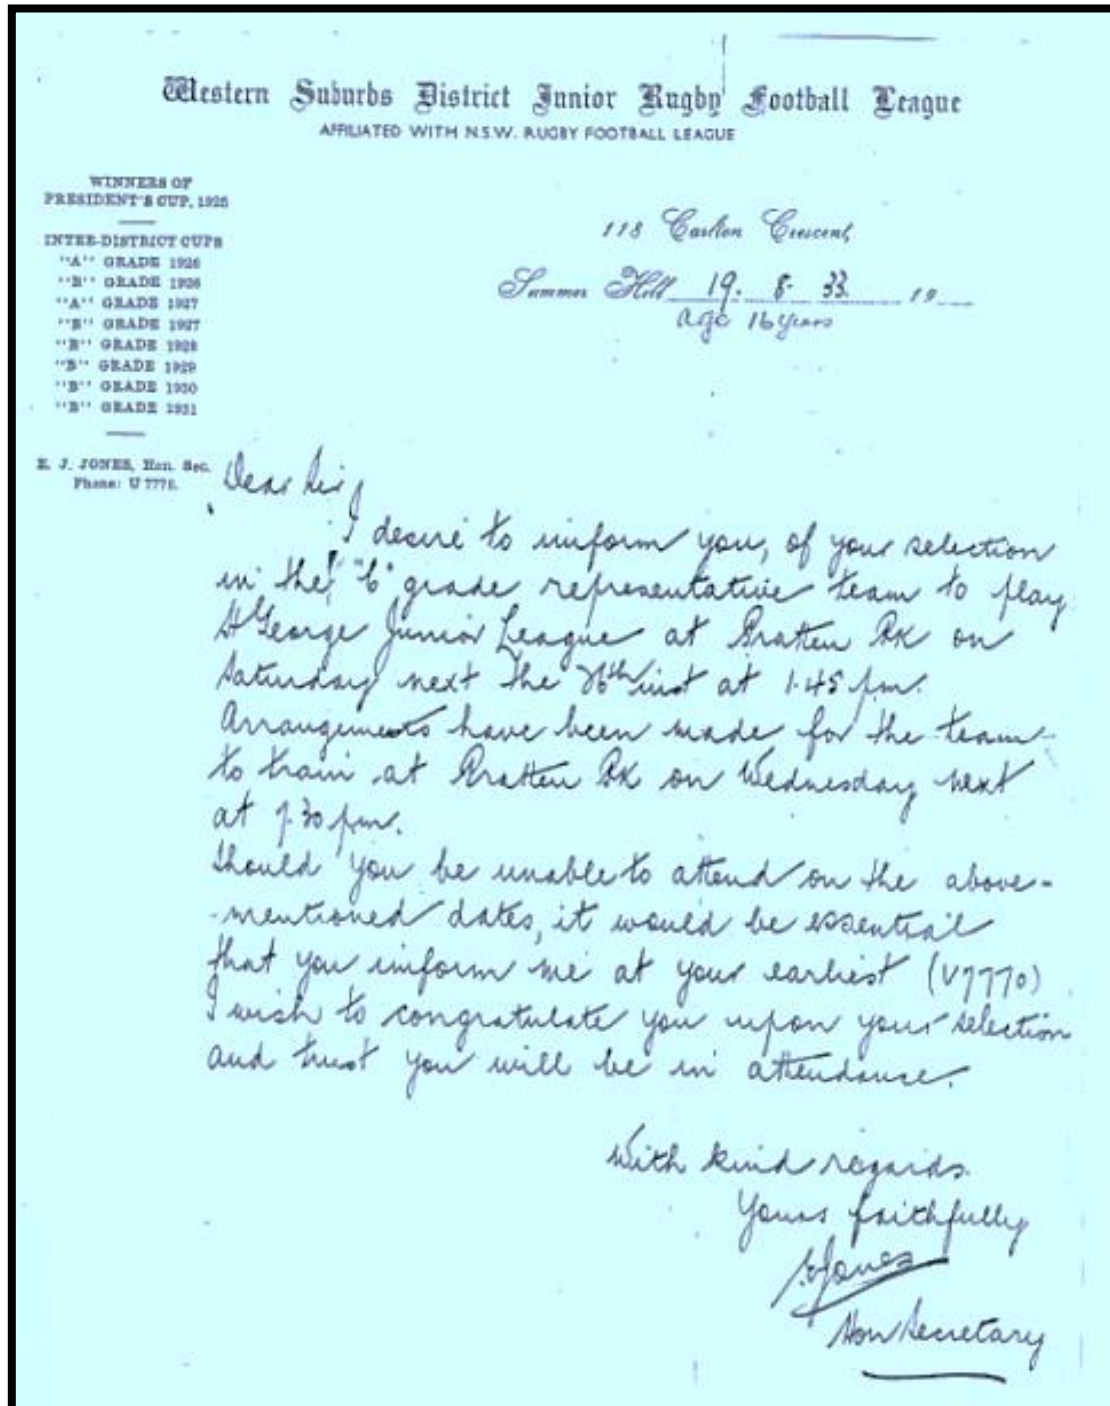 Western Suburbs District Junior Rugby Football League
AFFILIATED WITH N.S.W. RUGBY FOOTBALL LEAGUE
WINNERS OF
PRESIDENT'S CUP, 1925
INTER-DISTRICT CUPS
"A" GRADE 1926
"B" GRADE 1926
"A" GRADE 1927
"B" GRADE 1927
"B" GRADE 1928
"B" GRADE 1929
"B" GRADE 1930
"B" GRADE 1931
E. J. JONES, Hon. Sec.
Phone: U 7770.
118 Carlton Crescent,
Summer Hill 19. 8. 33. 19
age 16 years
Dear Sir,
I desire to inform you, of your selection
in the "C" grade representative team to play
St George Junior League at Pratten Pk on
Saturday next the 26th inst at 1.45 p.m.
Arrangements have been made for the team
to train at Pratten Pk on Wednesday next
at 7.30 pm.
Should you be unable to attend on the above-
-mentioned dates, it would be essential
that you inform me at your earliest (U7770)
I wish to congratulate you upon your selection
and trust you will be in attendance.
With kind regards.
Yours faithfully
EJJones
Hon Secretary